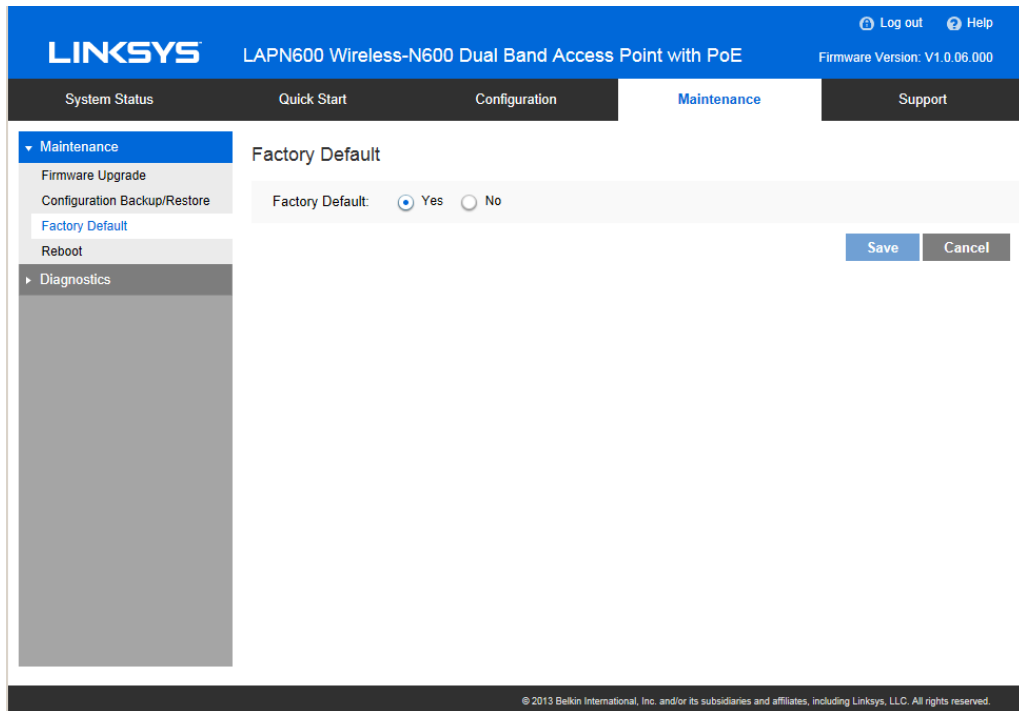 Log out Help
LINKSYS LAPN600 Wireless-N600 Dual Band Access Point with PoE Firmware Version: V1.0.06.000
System Status Quick Start Configuration Maintenance Support
Maintenance
Firmware Upgrade
Configuration Backup/Restore
Factory Default
Reboot
Diagnostics
Factory Default
Factory Default: Yes No
Save Cancel
© 2013 Belkin International, Inc. and/or its subsidiaries and affiliates, including Linksys, LLC. All rights reserved.